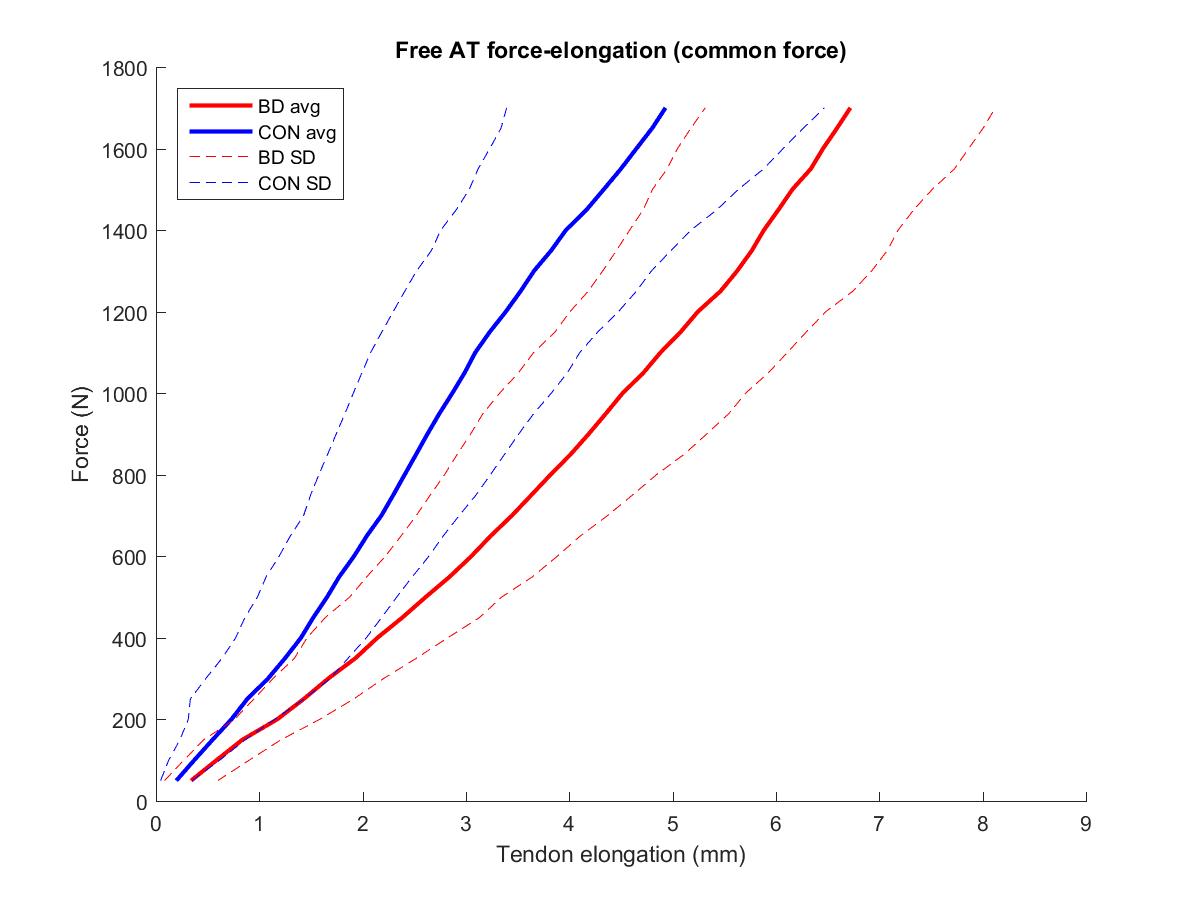 Free AT force-elongation (common force)
1800
1600
1400
1200
1000
800
600
400
200
0
Force (N)
BD avg
CON avg
BD SD
CON SD
0 1 2 3 4 5 6 7 8 9
Tendon elongation (mm)